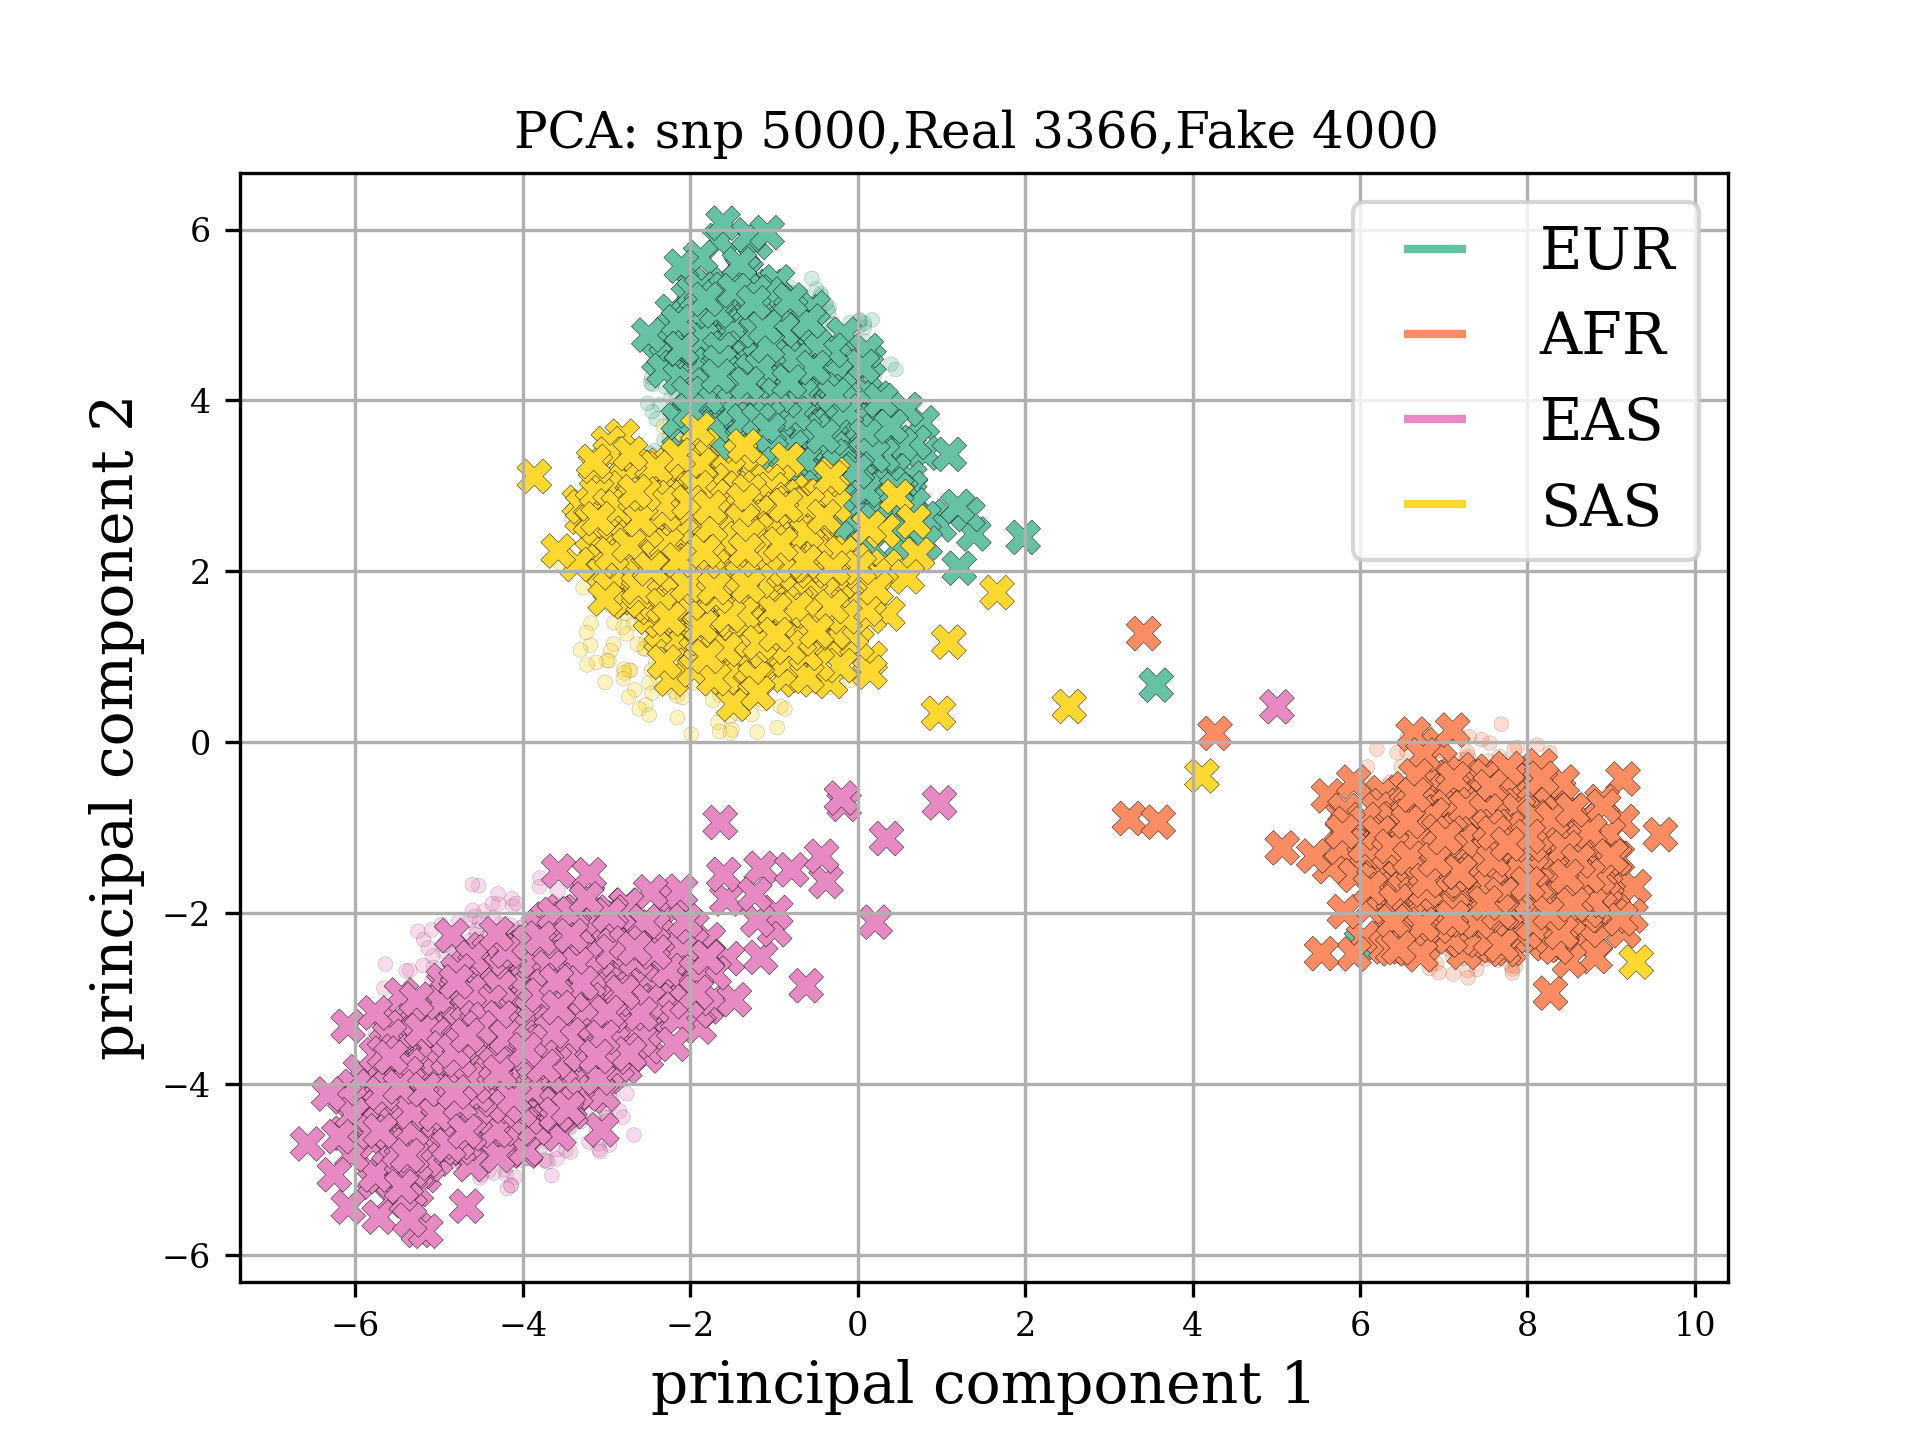 PCA: snp 5000,Real 3366,Fake 4000
EUR
AFR
EAS
SAS
6
4
2
0
−2
−4
−6
principal component 2
−6 −4 −2 0 2 4 6 8 10
principal component 1